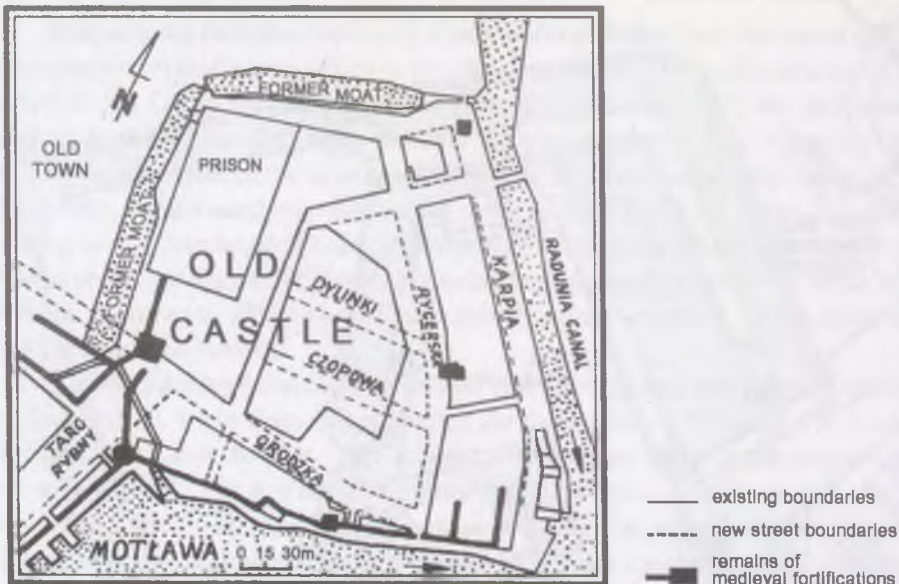 N
FORMER MOAT
OLD
TOWN
PRISON
FORMER MOAT
OLD
CASTLE
DYLINKI
CZOPOWA
RYCERSKA
KARPIA
RADUNIA CANAL
GRODZKA
TARG
RYBNY
MOTŁAWA
0 15 30m.
existing boundaries
new street boundaries
remains of
medieval fortifications